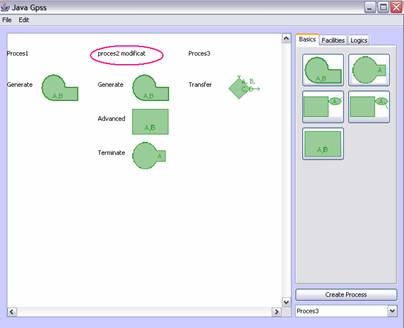 Java Gpss
File Edit
Proces1 proces2 modificat Proces3
Basics Facilities Logics
Generate A,B Generate A,B Transfer A, B, C, D
Advanced A,B
Terminate A
A,B A
A A
A,B
Create Process
Proces3